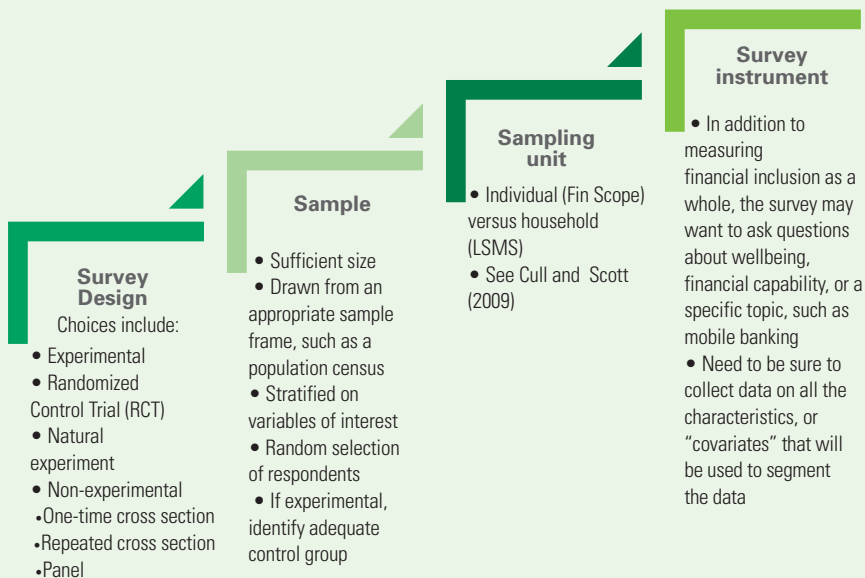 Survey
Design
Choices include:
• Experimental
• Randomized
Control Trial (RCT)
• Natural
experiment
• Non-experimental
•One-time cross section
•Repeated cross section
•Panel
Sample
• Sufficient size
• Drawn from an
appropriate sample
frame, such as a
population census
• Stratified on
variables of interest
• Random selection
of respondents
• If experimental,
identify adequate
control group
Sampling
unit
• Individual (Fin Scope)
versus household
(LSMS)
• See Cull and Scott
(2009)
Survey
instrument
• In addition to
measuring
financial inclusion as a
whole, the survey may
want to ask questions
about wellbeing,
financial capability, or a
specific topic, such as
mobile banking
• Need to be sure to
collect data on all the
characteristics, or
“covariates” that will
be used to segment
the data